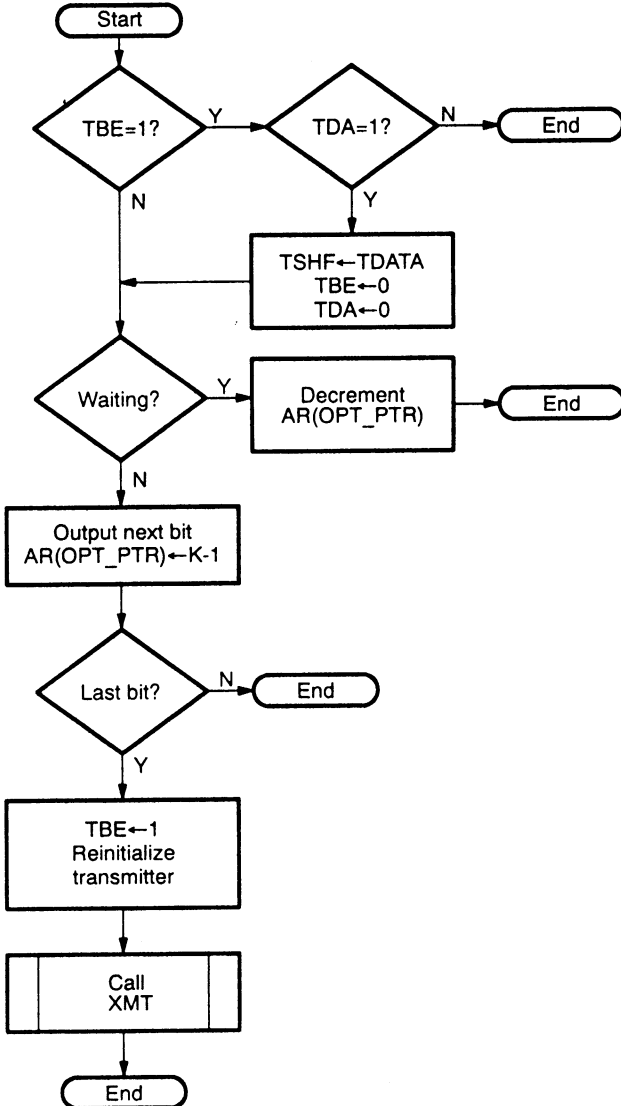 Start
TBE=1?
Y
TDA=1?
N
End
N
Y
TSHF←TDATA
TBE←0
TDA←0
Waiting?
Y
Decrement
AR(OPT_PTR)
End
N
Output next bit
AR(OPT_PTR)←K-1
Last bit?
N
End
Y
TBE←1
Reinitialize
transmitter
Call
XMT
End